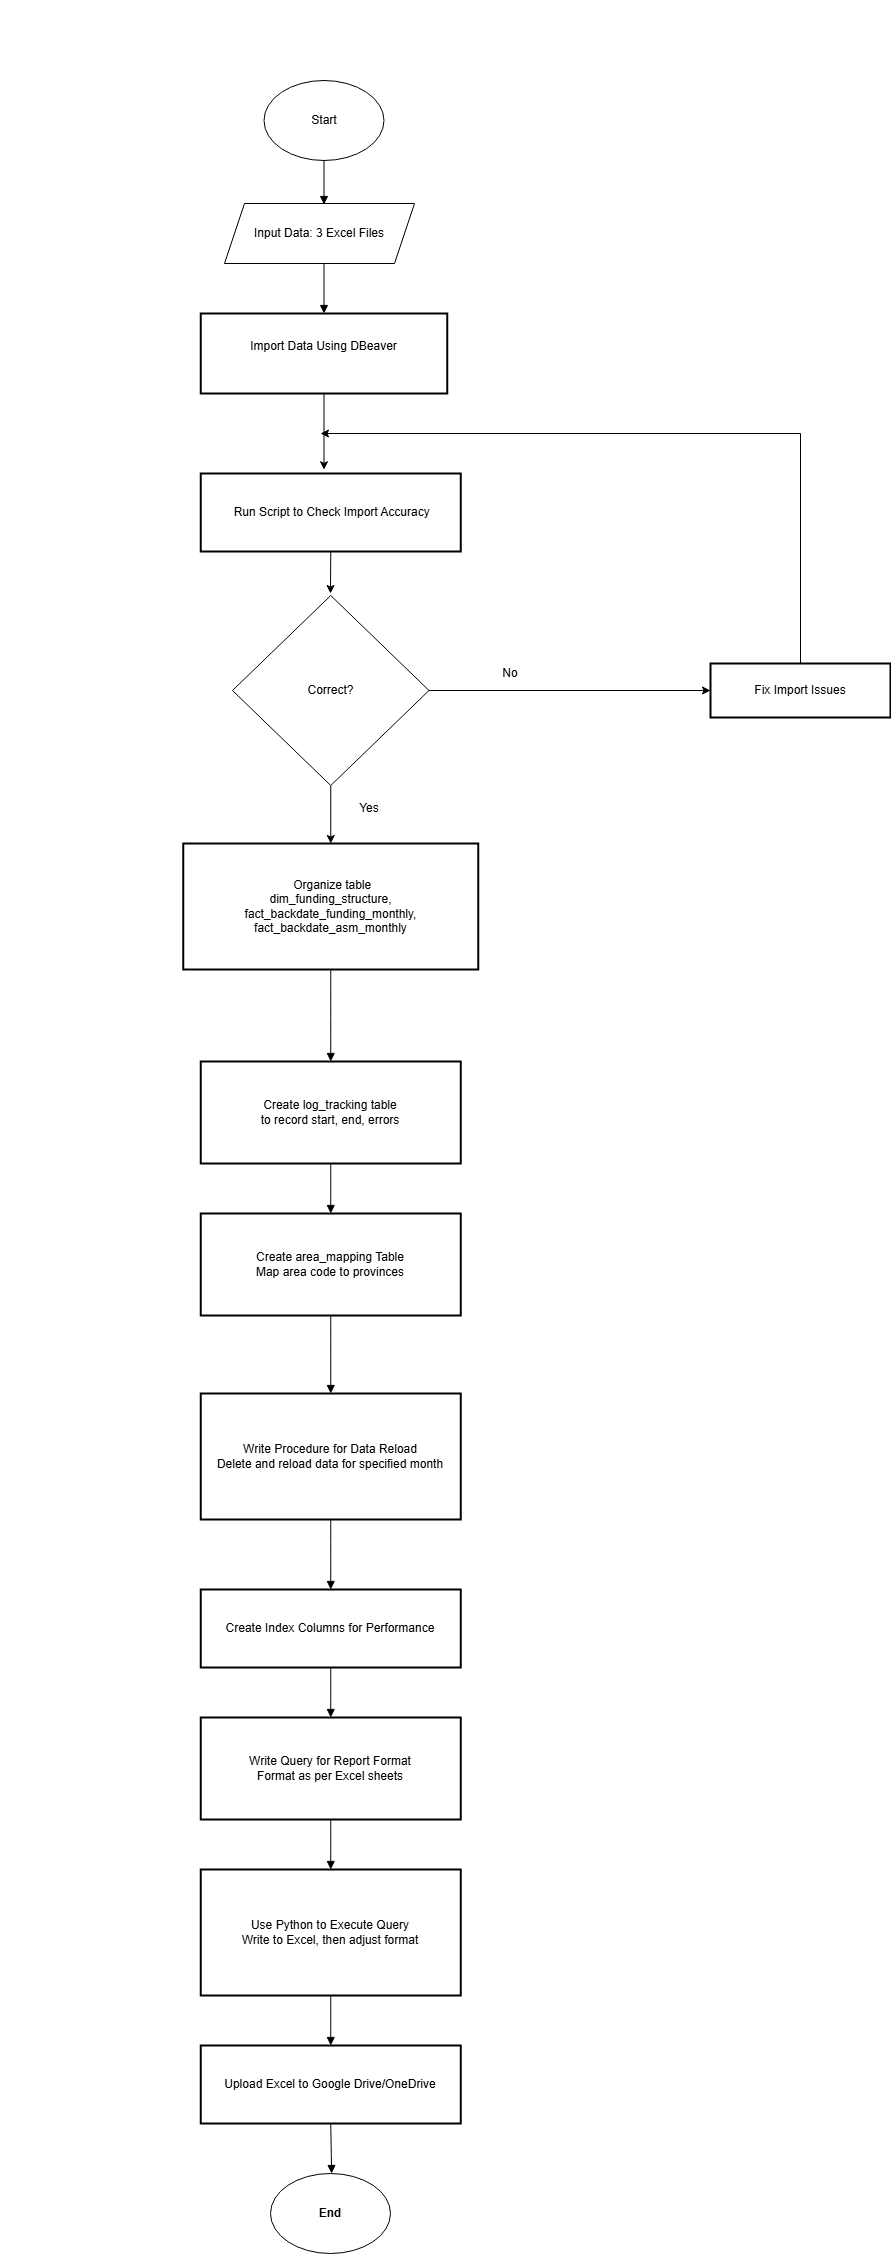 Start
Input Data: 3 Excel Files
Import Data Using DBeaver
Run Script to Check Import Accuracy
Correct?
No
Fix Import Issues
Yes
Organize table
dim_funding_structure,
fact_backdate_funding_monthly,
fact_backdate_asm_monthly
Create log_tracking table
to record start, end, errors
Create area_mapping Table
Map area code to provinces
Write Procedure for Data Reload
Delete and reload data for specified month
Create Index Columns for Performance
Write Query for Report Format
Format as per Excel sheets
Use Python to Execute Query
Write to Excel, then adjust format
Upload Excel to Google Drive/OneDrive
End